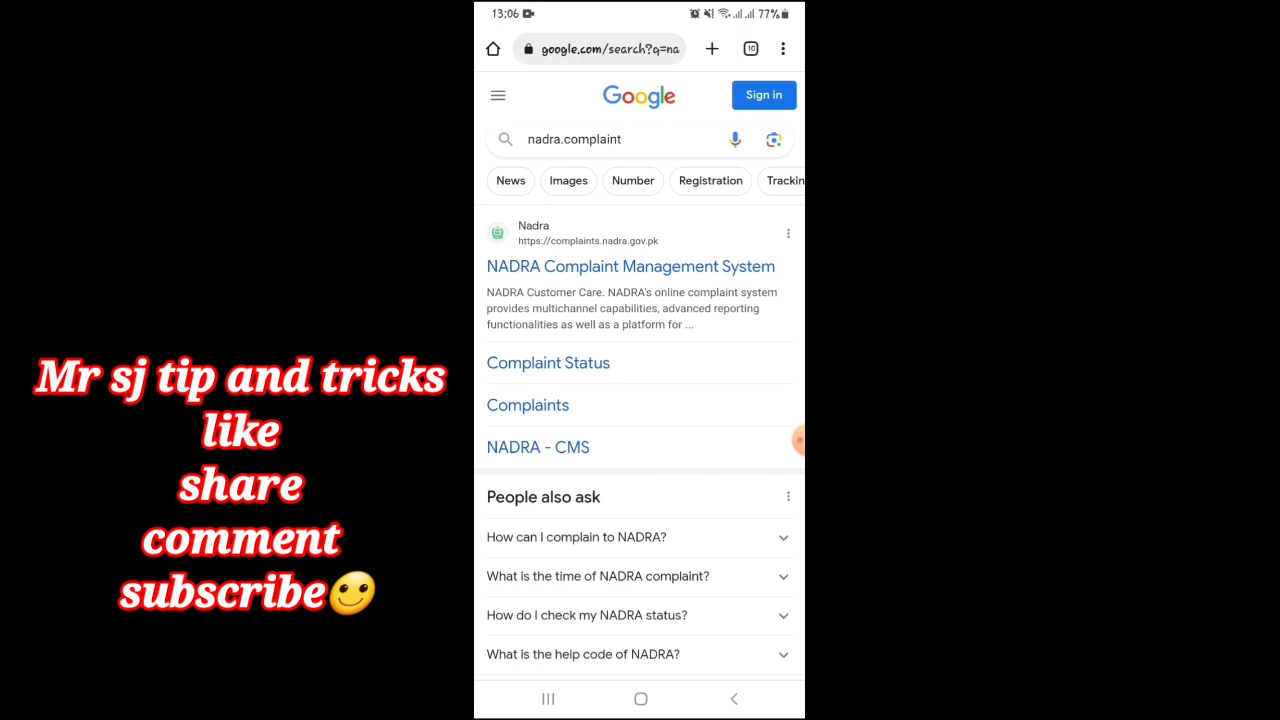 13:06
77%
google.com/search?q=na
10
Google
Sign in
nadra.complaint
News
Images
Number
Registration
Trackin
Nadra
https://complaints.nadra.gov.pk
NADRA Complaint Management System
NADRA Customer Care. NADRA's online complaint system
provides multichannel capabilities, advanced reporting
functionalities as well as a platform for ...
Complaint Status
Complaints
NADRA - CMS
People also ask
How can I complain to NADRA?
What is the time of NADRA complaint?
How do I check my NADRA status?
What is the help code of NADRA?
Mr sj tip and tricks
like
share
comment
subscribe🙂